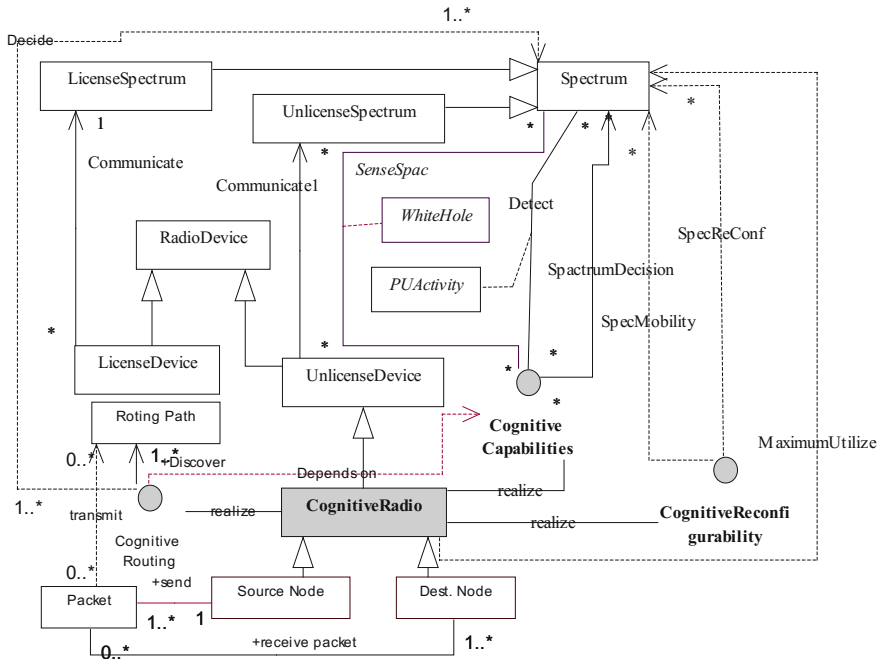 1..*
Decide
LicenseSpectrum
Spectrum
UnlicenseSpectrum
1
*
*
*
*
*
*
Communicate
SenseSpac
Communicate1
WhiteHole
Detect
RadioDevice
SpecReConf
PUActivity
SpactrumDecision
SpecMobility
*
*
*
LicenseDevice
UnlicenseDevice
*
*
Roting Path
Cognitive
Capabilities
0..*
1..*
+Discover
MaximumUtilize
Depends on
1..*
transmit
realize
CognitiveRadio
realize
realize
CognitiveReconfi
gurability
Cognitive
Routing
0..*
+send
Packet
Source Node
Dest. Node
1..*
1
+receive packet
0..*
1..*